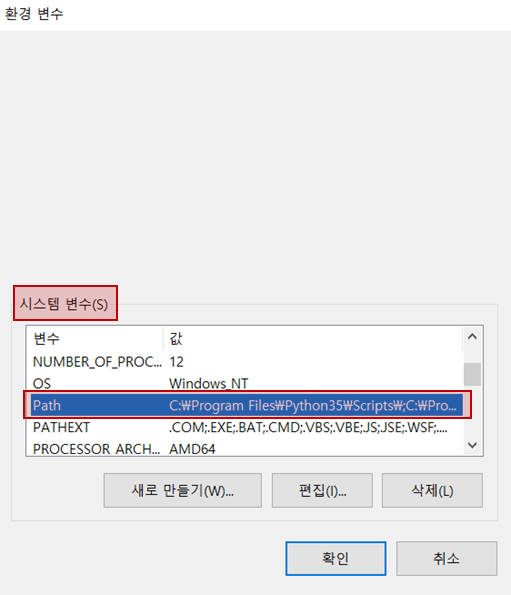 환경 변수
시스템 변수(S)
변수 값
NUMBER_OF_PROC... 12
OS Windows_NT
Path C:₩Program Files₩Python35₩Scripts₩;C:₩Pro...
PATHEXT .COM;.EXE;.BAT;.CMD;.VBS;.VBE;.JS;.JSE;.WSF;....
PROCESSOR_ARCH... AMD64
새로 만들기(W)... 편집(I)... 삭제(L)
확인 취소